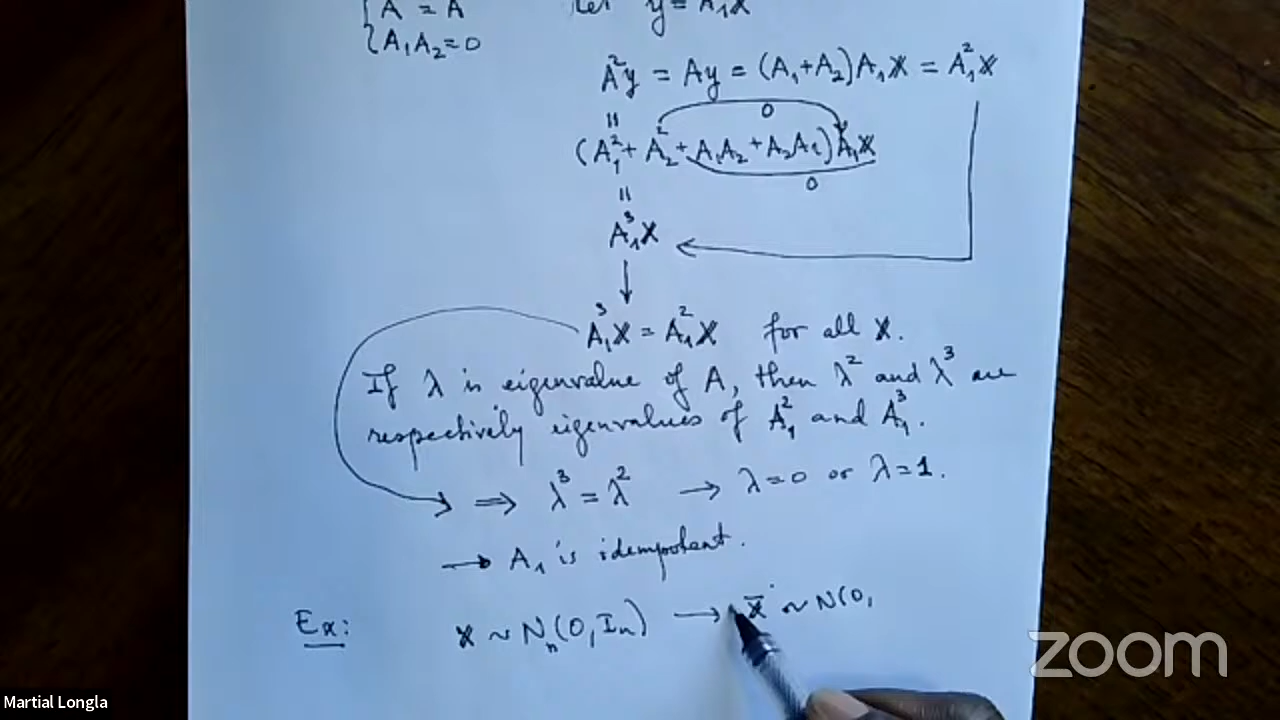 A = A Let y = A₁X
A₁A₂=0
A²y = Ay = (A₁+A₂)A₁X = A₁²X
0
=
(A₁²+ A₂²+ A₁A₂+A₂A₁)A₁X
0
=
A₁³X
↓
A₁³X = A₁²X for all X.
If λ is eigenvalue of A, then λ² and λ³ are
respectively eigenvalues of A₁² and A₁³.
⇒ λ³ = λ² → λ=0 or λ=1.
→ A₁ is idempotent.
Ex: X ~ Nₙ(0, Iₙ) → X̄ ~ N(0,
zoom
Martial Longla